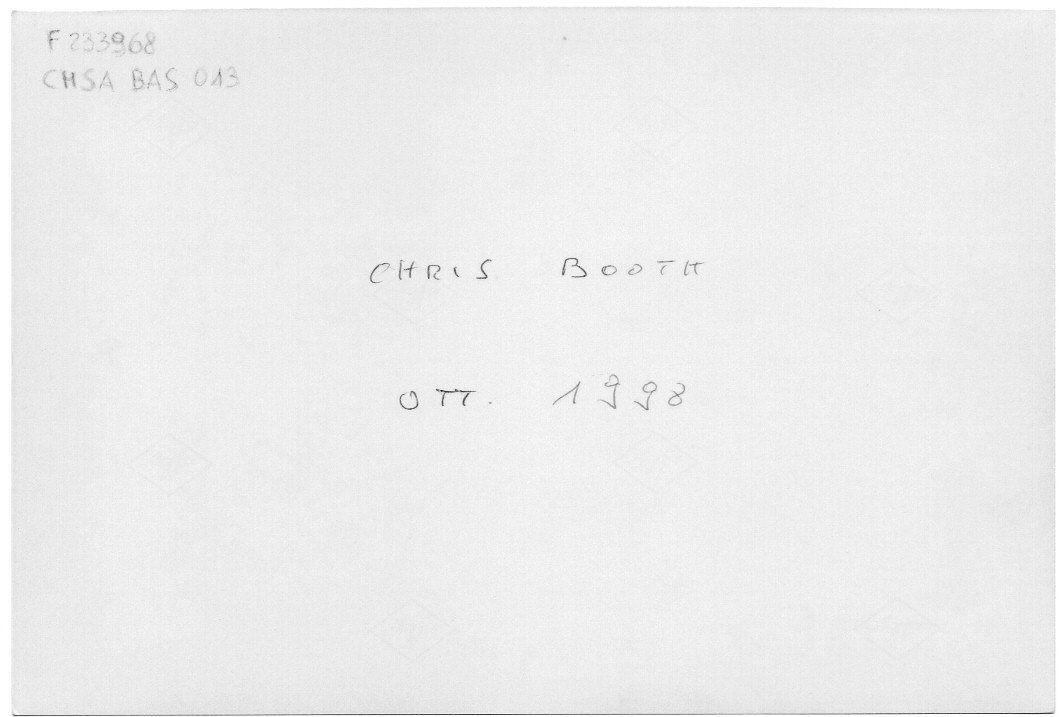 F 233968
CHSA BAS 013
CHRIS BOOTH
OTT. 1998